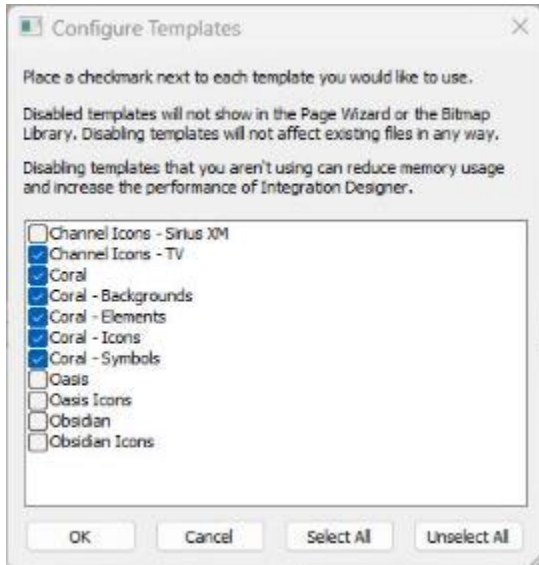 Configure Templates
Place a checkmark next to each template you would like to use.
Disabled templates will not show in the Page Wizard or the Bitmap
Library. Disabling templates will not affect existing files in any way.
Disabling templates that you aren't using can reduce memory usage
and increase the performance of Integration Designer.
Channel Icons - Sirius XM
Channel Icons - TV
Coral
Coral - Backgrounds
Coral - Elements
Coral - Icons
Coral - Symbols
Oasis
Oasis Icons
Obsidian
Obsidian Icons
OK Cancel Select All Unselect All